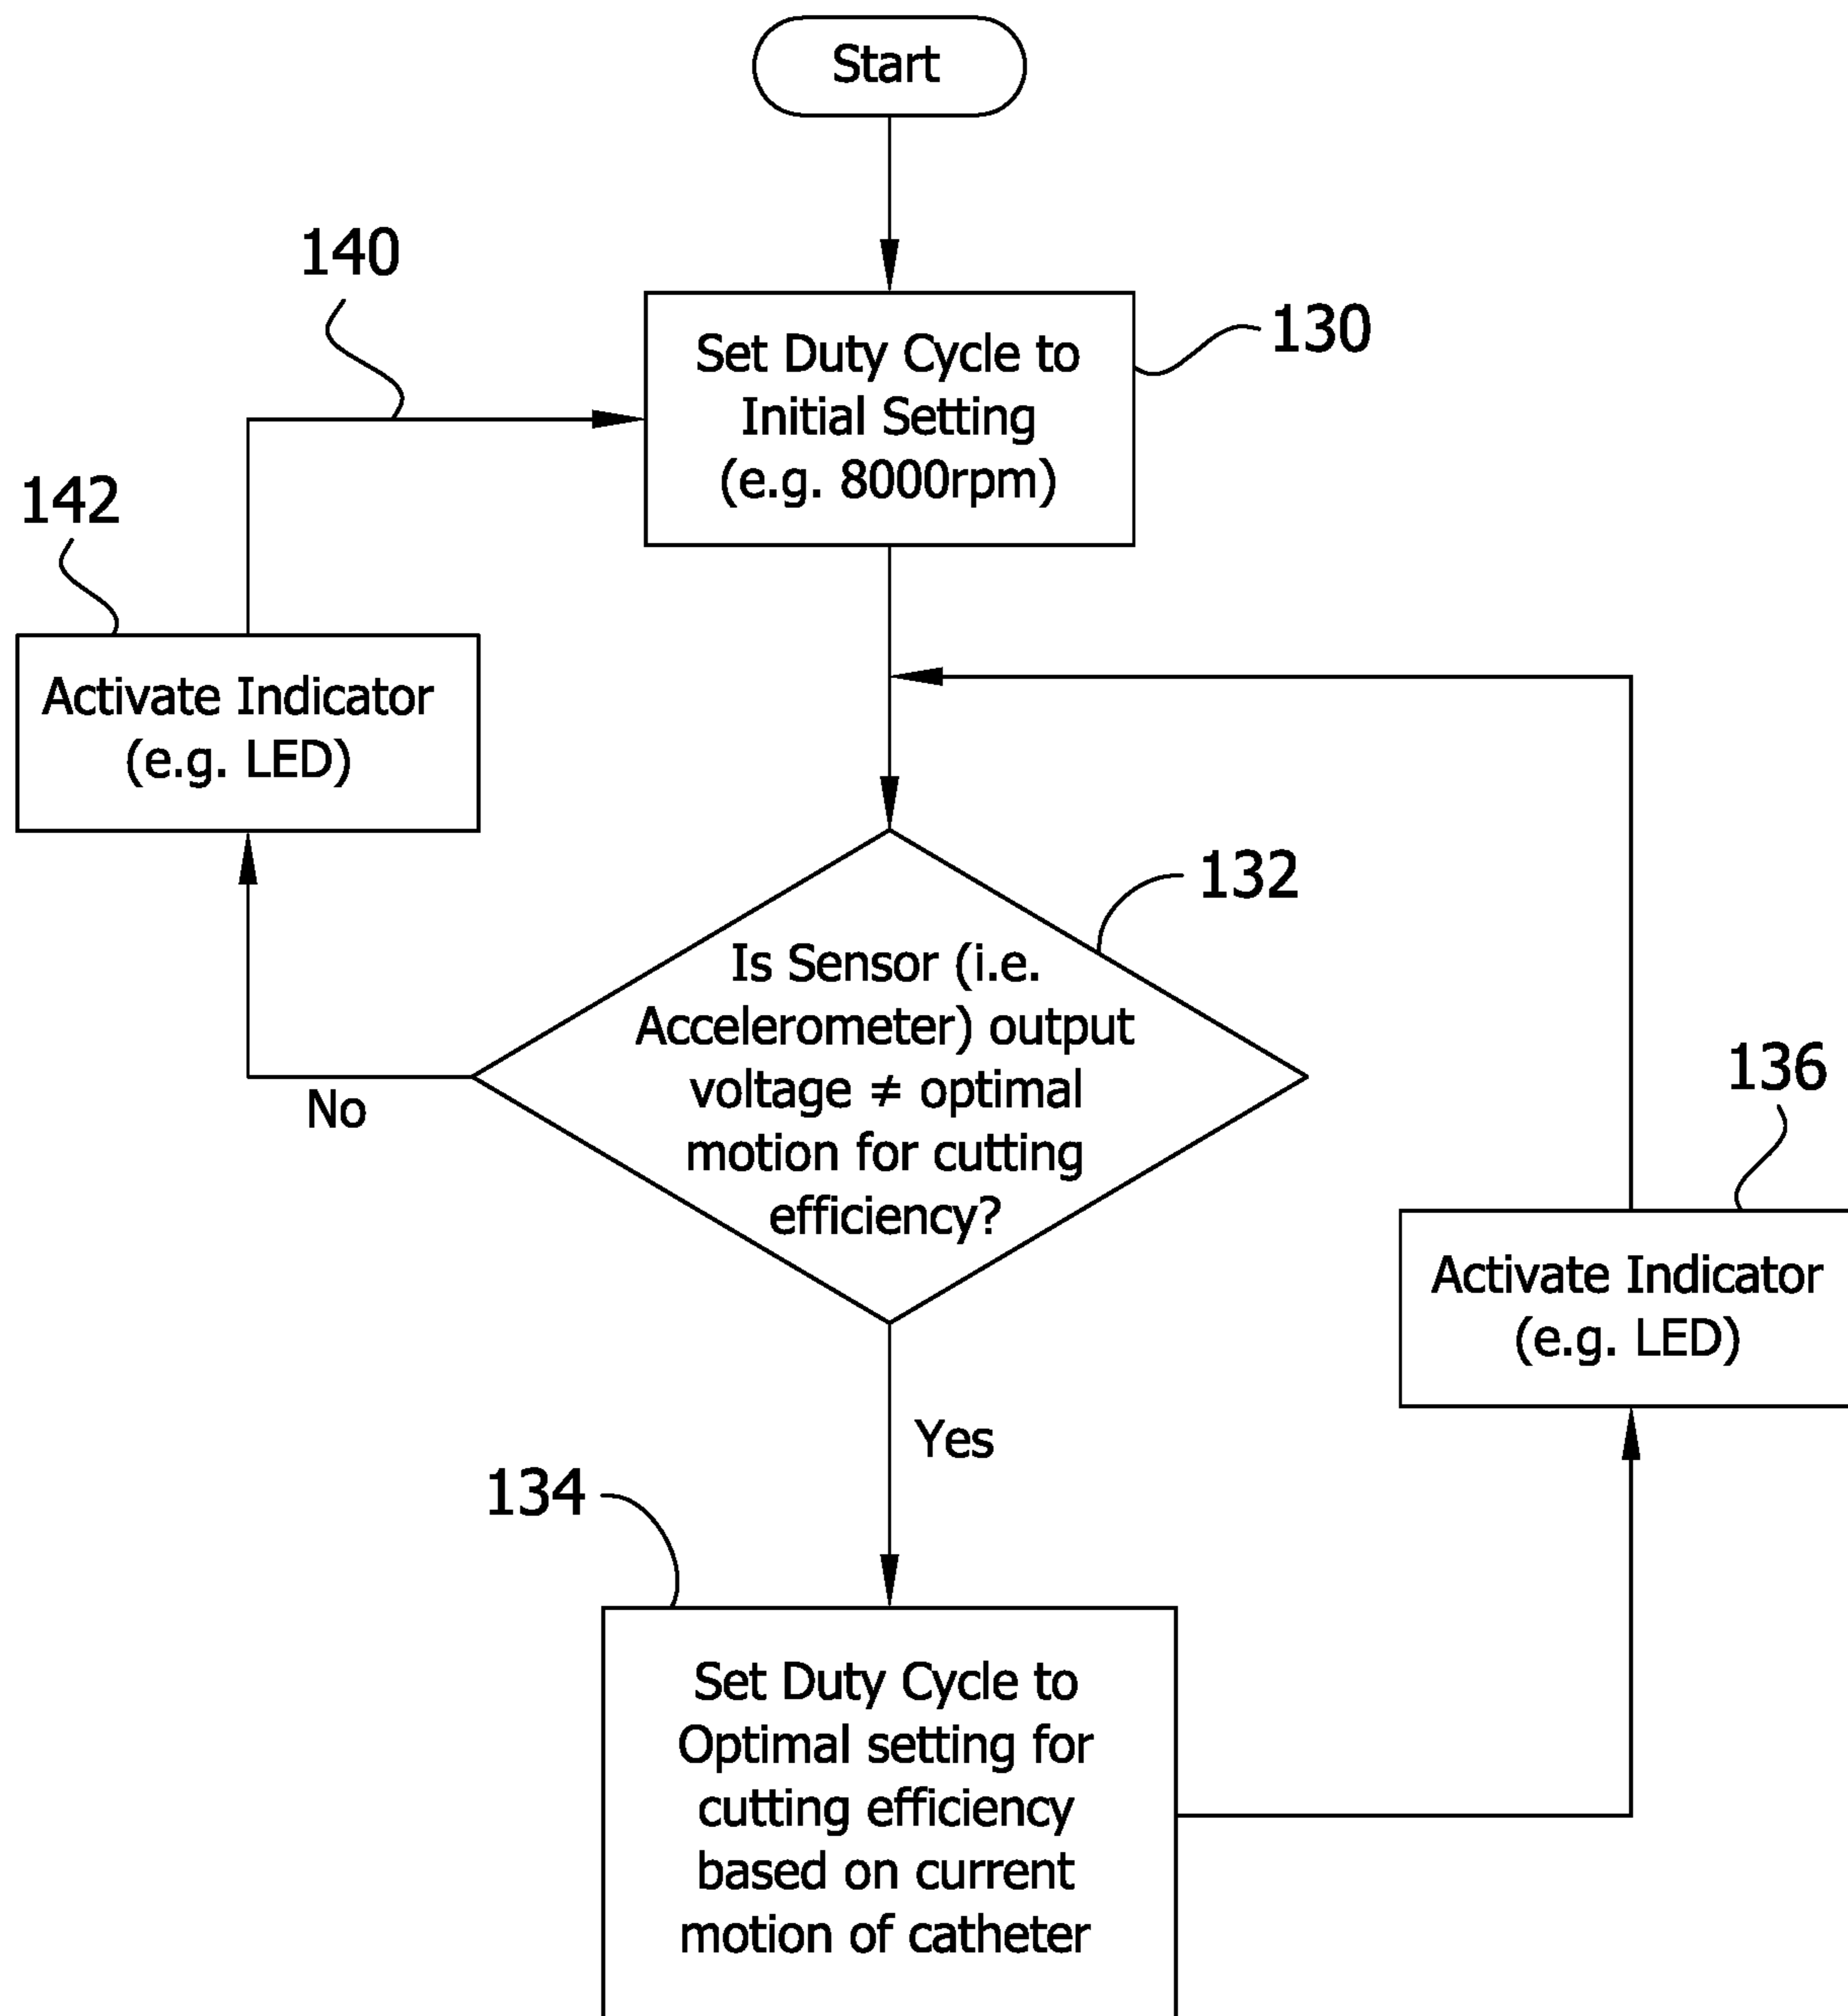 Start
140
Set Duty Cycle to
Initial Setting
(e.g. 8000rpm)
130
142
Activate Indicator
(e.g. LED)
132
Is Sensor (i.e.
Accelerometer) output
voltage ≠ optimal
motion for cutting
efficiency?
No
136
Activate Indicator
(e.g. LED)
Yes
134
Set Duty Cycle to
Optimal setting for
cutting efficiency
based on current
motion of catheter